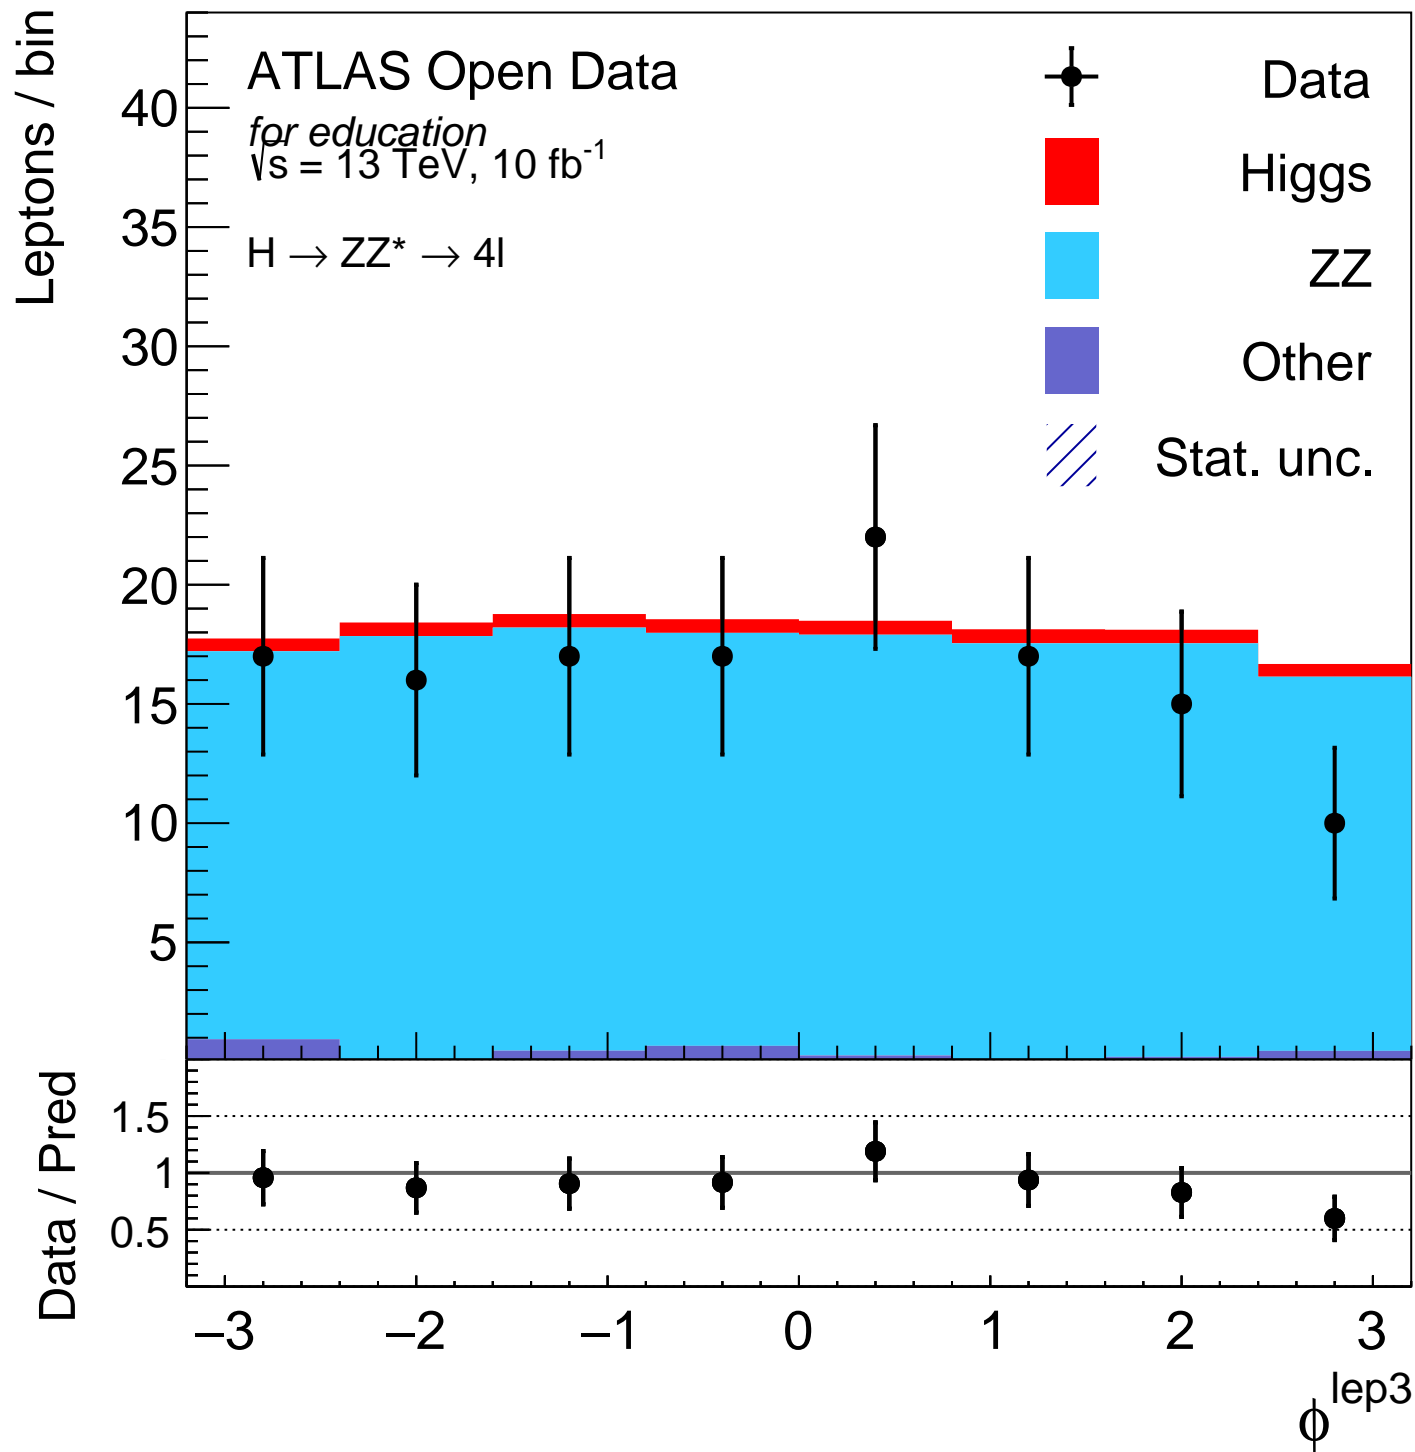 Leptons / bin
ATLAS Open Data
for education
√s = 13 TeV, 10 fb-1
H → ZZ* → 4l
Data
Higgs
ZZ
Other
Stat. unc.
40
35
30
25
20
15
10
5
Data / Pred
1.5
1
0.5
–3 –2 –1 0 1 2 3
ϕlep3